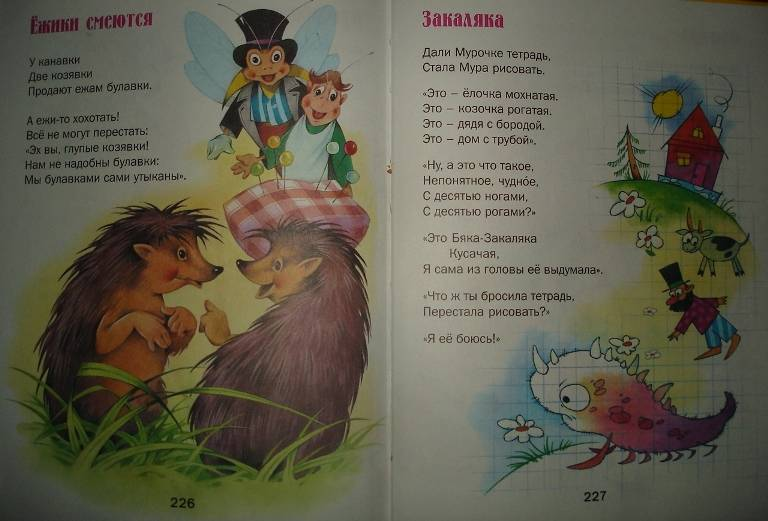 Ёжики смеются
У канавки
Две козявки
Продают ежам булавки.
А ежи-то хохотать!
Всё не могут перестать:
«Эх вы, глупые козявки!
Нам не надобны булавки:
Мы булавками сами утыканы».
226
Закаляка
Дали Мурочке тетрадь,
Стала Мура рисовать.
«Это – ёлочка мохнатая.
Это – козочка рогатая.
Это – дядя с бородой.
Это – дом с трубой».
«Ну, а это что такое,
Непонятное, чудно́е,
С десятью ногами,
С десятью рогами?»
«Это Бяка-Закаляка
Кусачая,
Я сама из головы её выдумала».
«Что ж ты бросила тетрадь,
Перестала рисовать?»
«Я её боюсь!»
227